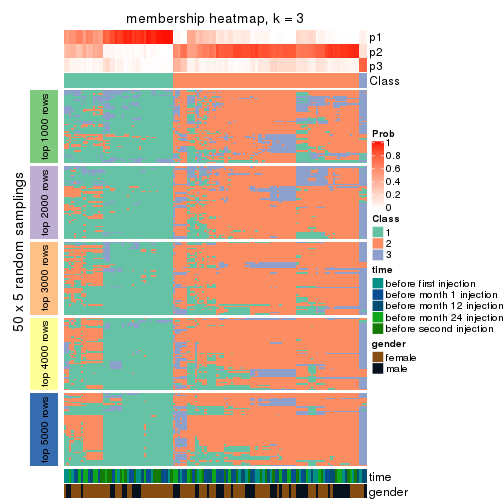 membership heatmap, k = 3
p1
p2
p3
Class
50 x 5 random samplings
top 1000 rows
top 2000 rows
top 3000 rows
top 4000 rows
top 5000 rows
time
gender
Prob
1
0.8
0.6
0.4
0.2
0
Class
1
2
3
time
before first injection
before month 1 injection
before month 12 injection
before month 24 injection
before second injection
gender
female
male